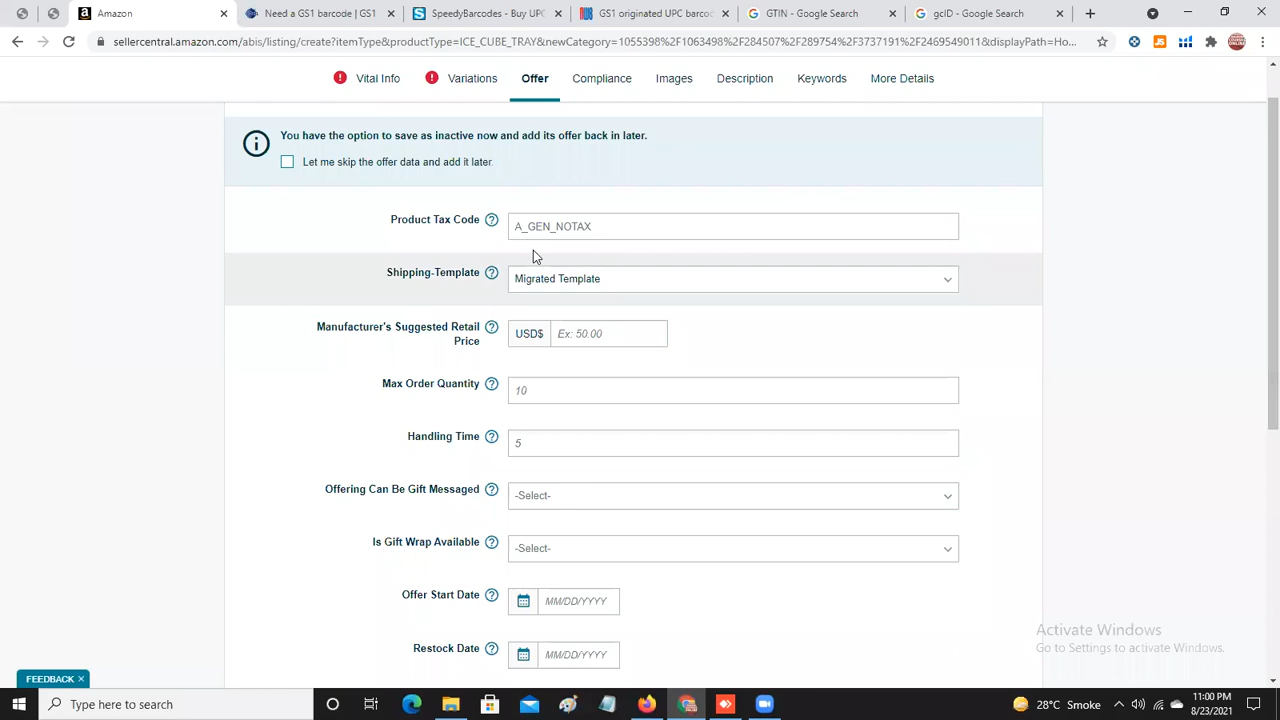 Amazon
Need a GS1 barcode | GS1
SpeedyBarcodes - Buy UPC
GS1 originated UPC barcod
GTIN - Google Search
gcID - Google Search
sellercentral.amazon.com/abis/listing/create?itemType&productType=ICE_CUBE_TRAY&newCategory=1055398%2F1063498%2F284507%2F289754%2F3737191%2F2469549011&displayPath=Ho...
Vital Info
Variations
Offer
Compliance
Images
Description
Keywords
More Details
You have the option to save as inactive now and add its offer back in later.
Let me skip the offer data and add it later.
Product Tax Code
A_GEN_NOTAX
Shipping-Template
Migrated Template
Manufacturer's Suggested Retail
Price
USD$
Ex: 50.00
Max Order Quantity
10
Handling Time
5
Offering Can Be Gift Messaged
-Select-
Is Gift Wrap Available
-Select-
Offer Start Date
MM/DD/YYYY
Restock Date
MM/DD/YYYY
Activate Windows
Go to Settings to activate Windows.
FEEDBACK
Type here to search
28°C Smoke
11:00 PM
8/23/2021